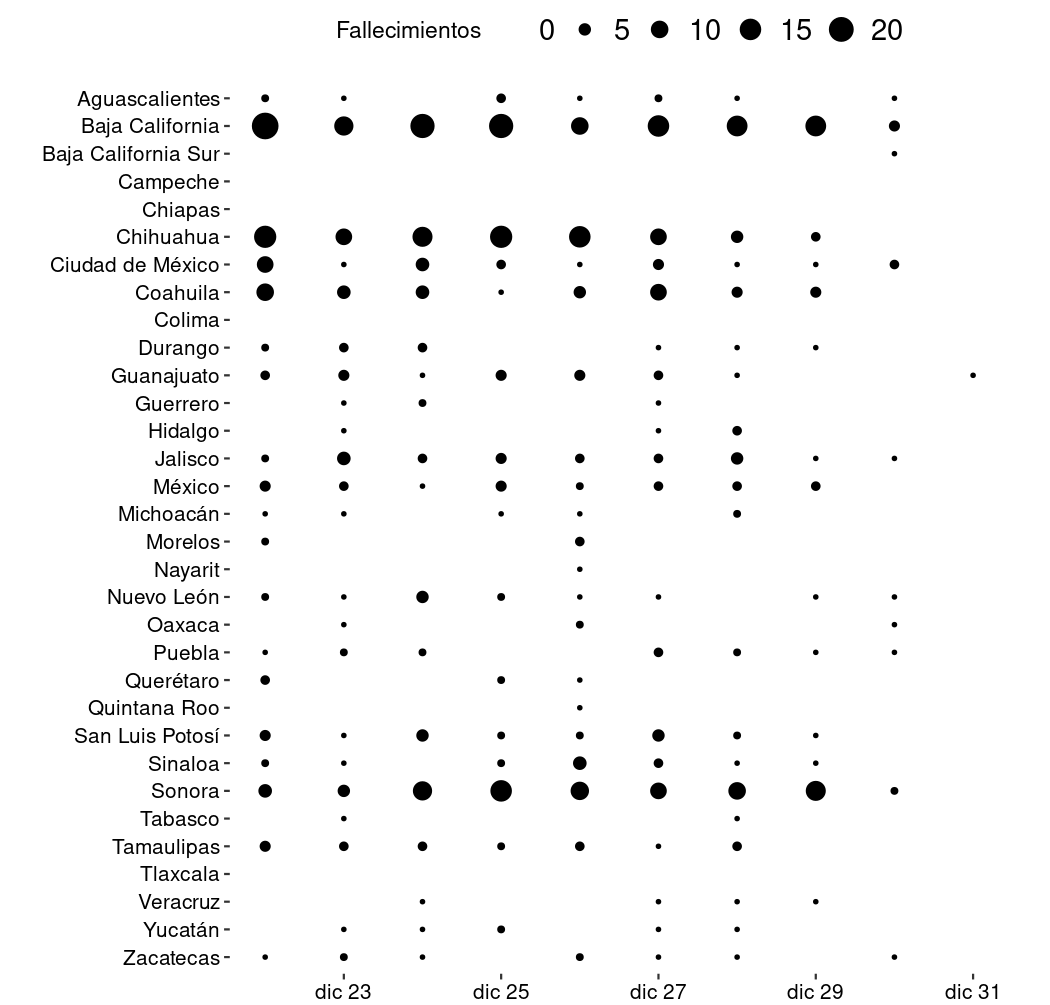 Fallecimientos 0 5 10 15 20
Aguascalientes
Baja California
Baja California Sur
Campeche
Chiapas
Chihuahua
Ciudad de México
Coahuila
Colima
Durango
Guanajuato
Guerrero
Hidalgo
Jalisco
México
Michoacán
Morelos
Nayarit
Nuevo León
Oaxaca
Puebla
Querétaro
Quintana Roo
San Luis Potosí
Sinaloa
Sonora
Tabasco
Tamaulipas
Tlaxcala
Veracruz
Yucatán
Zacatecas
dic 23 dic 25 dic 27 dic 29 dic 31